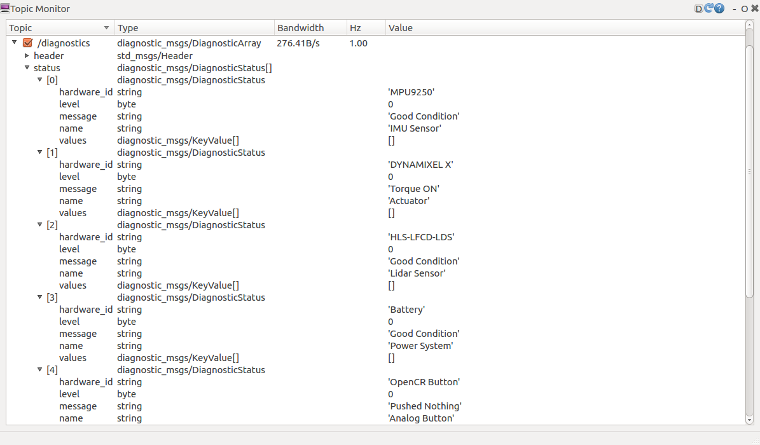 Topic Monitor D ? - O
Topic Type Bandwidth Hz Value
/diagnostics diagnostic_msgs/DiagnosticArray 276.41B/s 1.00
header std_msgs/Header
status diagnostic_msgs/DiagnosticStatus[]
[0] diagnostic_msgs/DiagnosticStatus
hardware_id string 'MPU9250'
level byte 0
message string 'Good Condition'
name string 'IMU Sensor'
values diagnostic_msgs/KeyValue[] []
[1] diagnostic_msgs/DiagnosticStatus
hardware_id string 'DYNAMIXEL X'
level byte 0
message string 'Torque ON'
name string 'Actuator'
values diagnostic_msgs/KeyValue[] []
[2] diagnostic_msgs/DiagnosticStatus
hardware_id string 'HLS-LFCD-LDS'
level byte 0
message string 'Good Condition'
name string 'Lidar Sensor'
values diagnostic_msgs/KeyValue[] []
[3] diagnostic_msgs/DiagnosticStatus
hardware_id string 'Battery'
level byte 0
message string 'Good Condition'
name string 'Power System'
values diagnostic_msgs/KeyValue[] []
[4] diagnostic_msgs/DiagnosticStatus
hardware_id string 'OpenCR Button'
level byte 0
message string 'Pushed Nothing'
name string 'Analog Button'